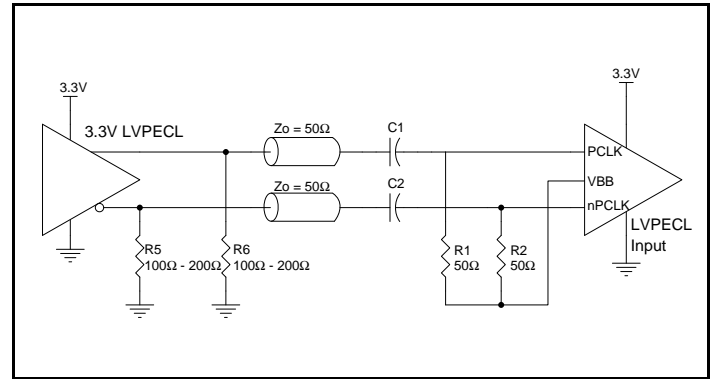 3.3V
3.3V
3.3V LVPECL
Zo = 50Ω
C1
PCLK
VBB
Zo = 50Ω
C2
nPCLK
LVPECL
Input
R5
100Ω - 200Ω
R6
100Ω - 200Ω
R1
50Ω
R2
50Ω